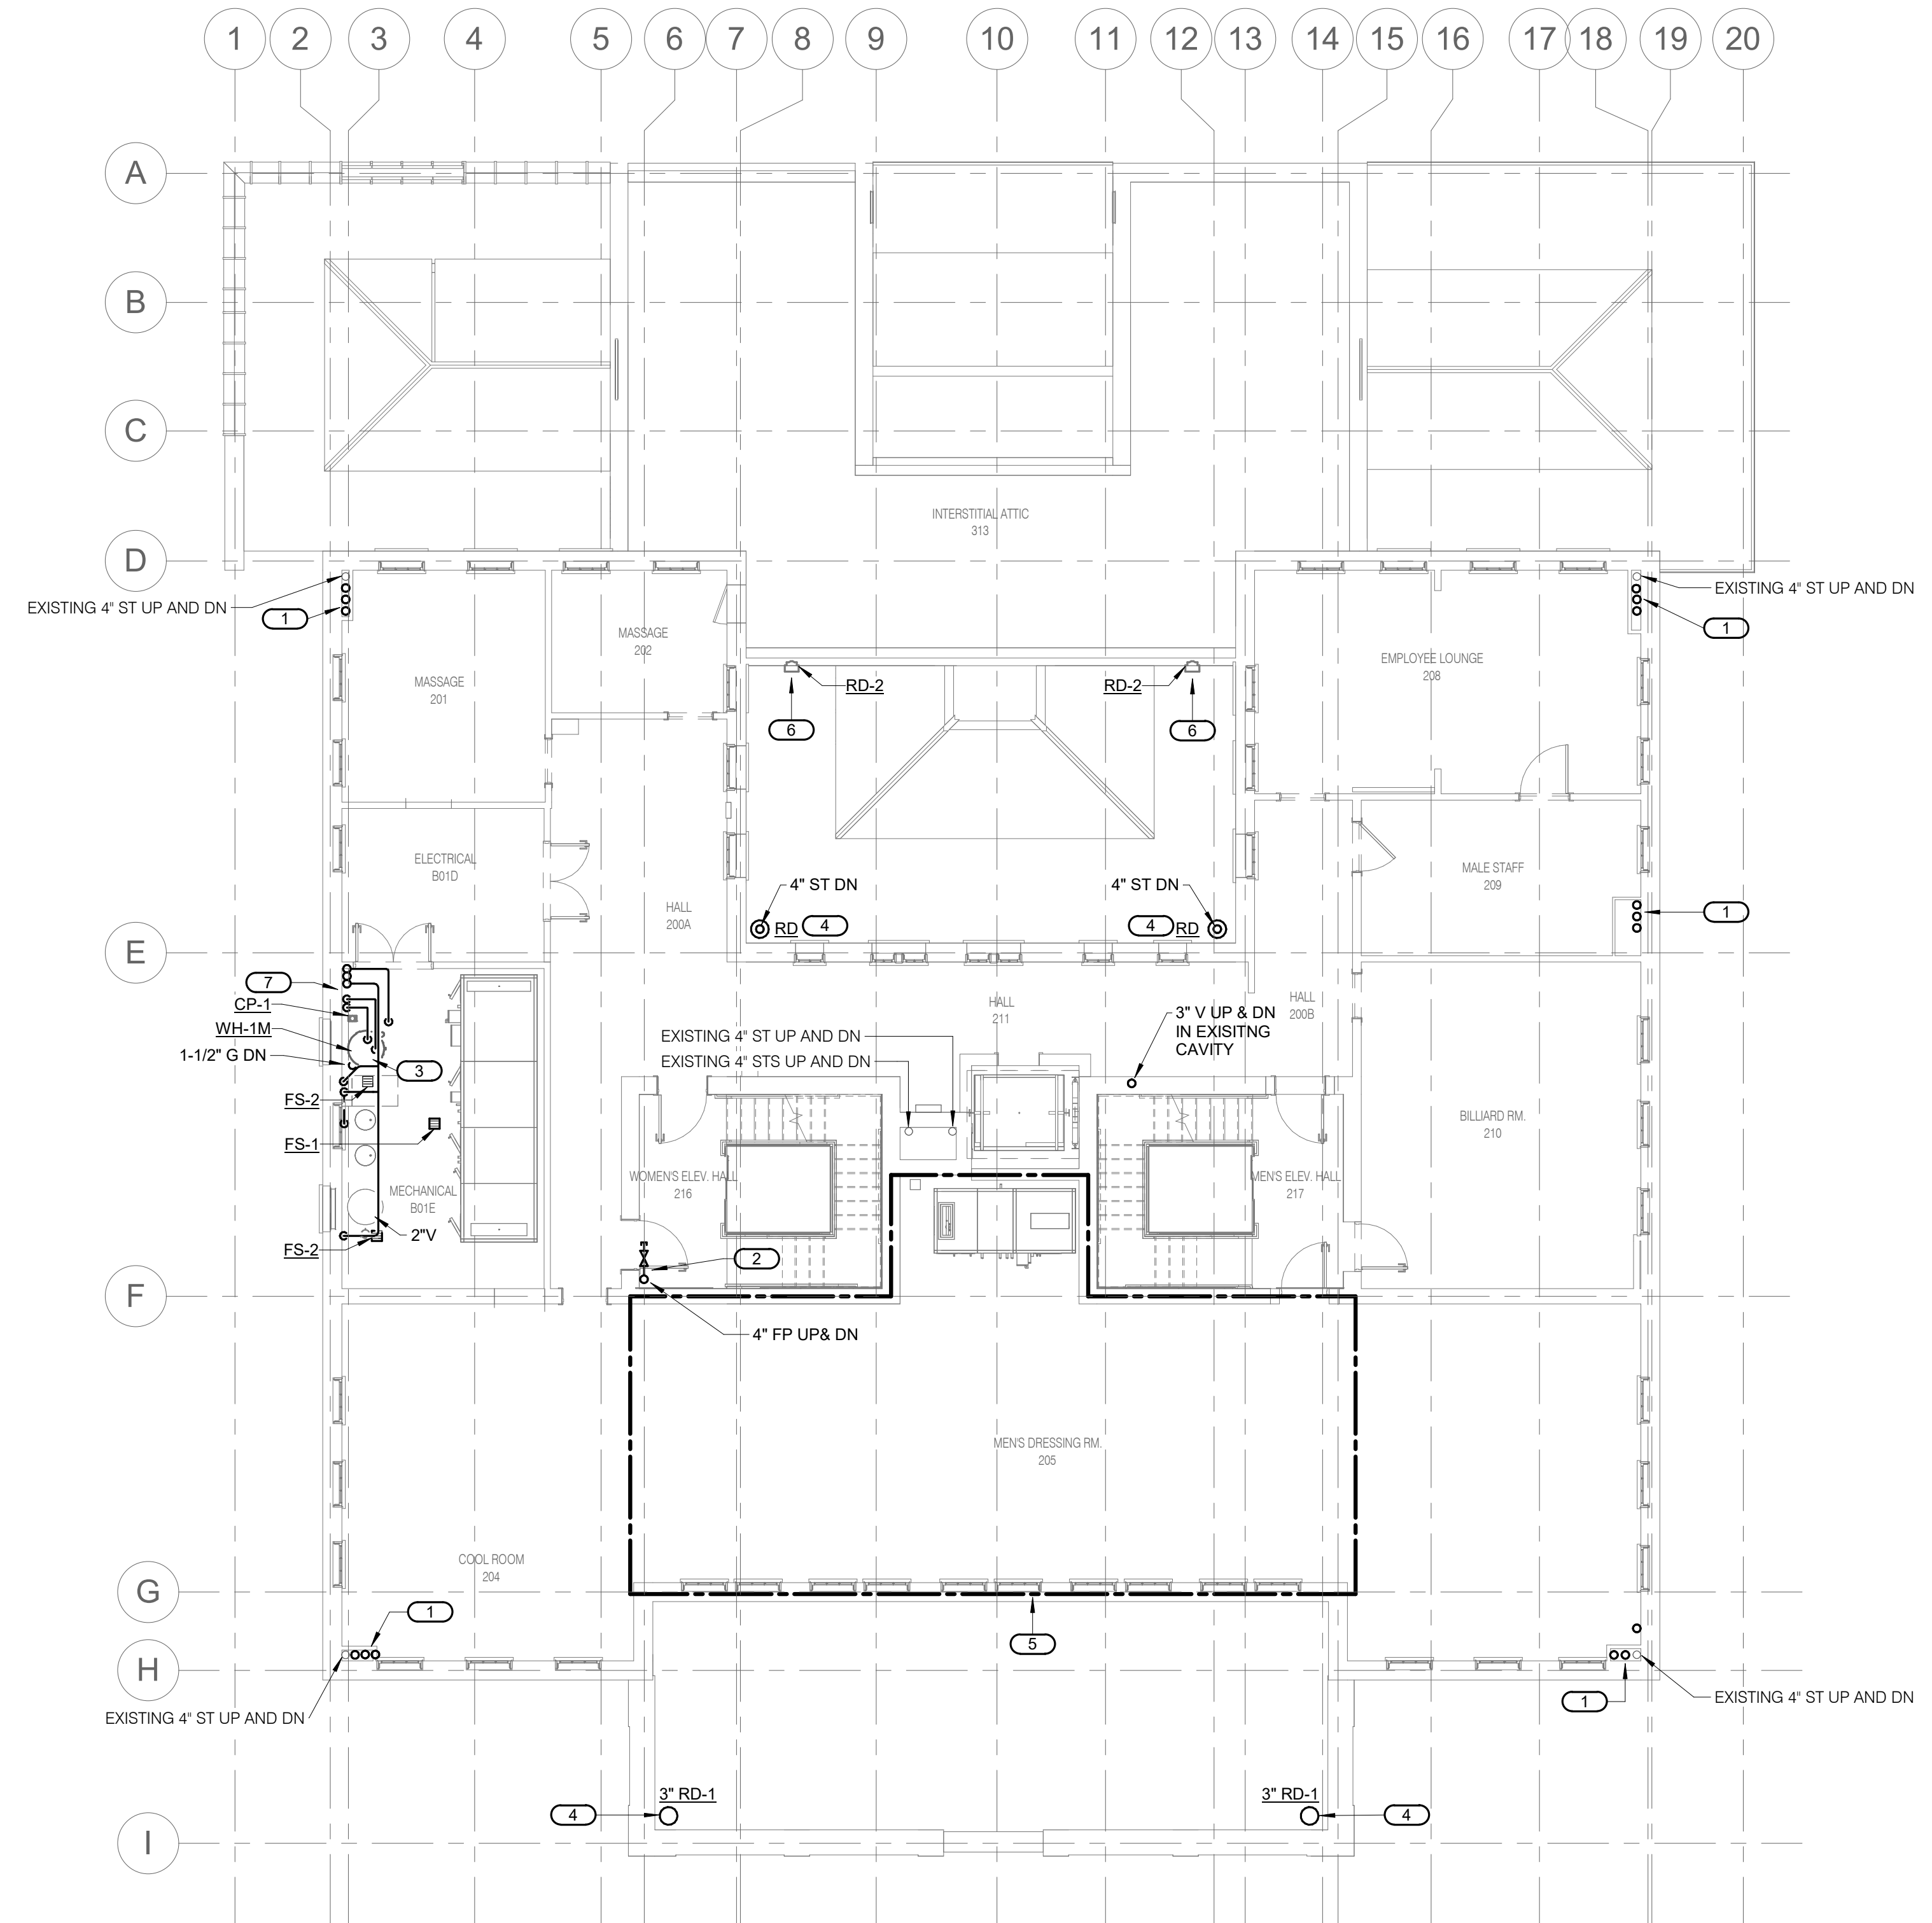 1 2 3 4 5 6 7 8 9 10 11 12 13 14 15 16 17 18 19 20
A
B
C
INTERSTITIAL ATTIC
313
D
EXISTING 4" ST UP AND DN
1
EXISTING 4" ST UP AND DN
1
MASSAGE
202
MASSAGE
201
RD-2
6
RD-2
6
EMPLOYEE LOUNGE
208
ELECTRICAL
B01D
HALL
200A
4" ST DN
RD 4
4" ST DN
4 RD
MALE STAFF
209
1
E
7
CP-1
WH-1M
1-1/2" G DN
3
FS-2
FS-1
MECHANICAL
B01E
2"V
FS-2
HALL
211
HALL
200B
EXISTING 4" ST UP AND DN
EXISTING 4" STS UP AND DN
3" V UP & DN
IN EXISITNG
CAVITY
BILLIARD RM.
210
WOMEN'S ELEV. HALL
216
MEN'S ELEV. HALL
217
2
F
4" FP UP& DN
MEN'S DRESSING RM.
205
COOL ROOM
204
G
1
5
H
EXISTING 4" ST UP AND DN
1
EXISTING 4" ST UP AND DN
3" RD-1
4
3" RD-1
4
I